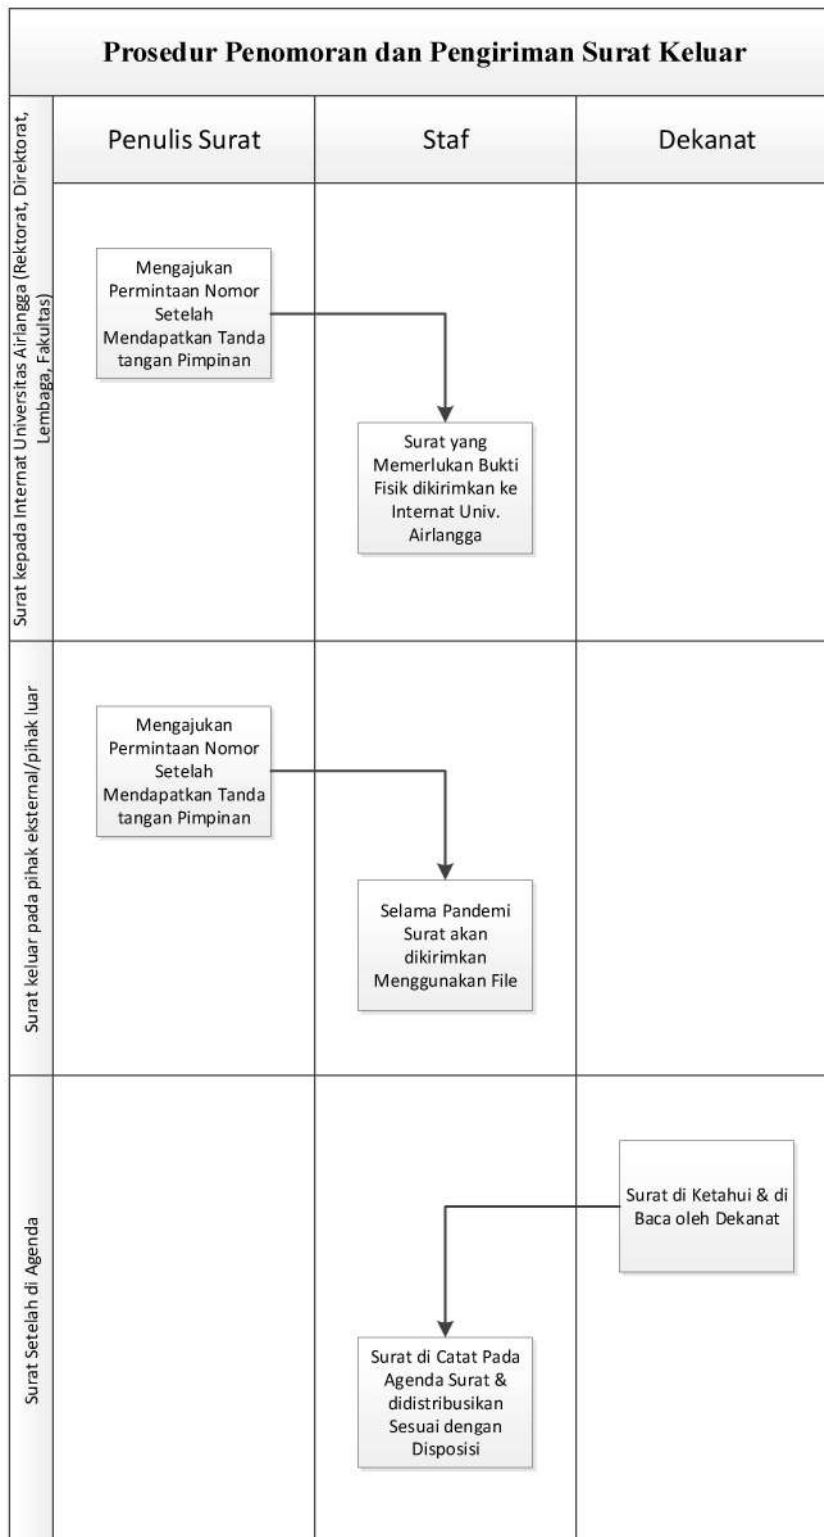 Prosedur Penomoran dan Pengiriman Surat Keluar
Penulis Surat
Staf
Dekanat
Surat kepada Internat Universitas Airlangga (Rektorat, Direktorat,
Lembaga, Fakultas)
Mengajukan
Permintaan Nomor
Setelah
Mendapatkan Tanda
tangan Pimpinan
Surat yang
Memerlukan Bukti
Fisik dikirimkan ke
Internat Univ.
Airlangga
Surat keluar pada pihak eksternal/pihak luar
Mengajukan
Permintaan Nomor
Setelah
Mendapatkan Tanda
tangan Pimpinan
Selama Pandemi
Surat akan
dikirimkan
Menggunakan File
Surat Setelah di Agenda
Surat di Ketahui & di
Baca oleh Dekanat
Surat di Catat Pada
Agenda Surat &
didistribusikan
Sesuai dengan
Disposisi